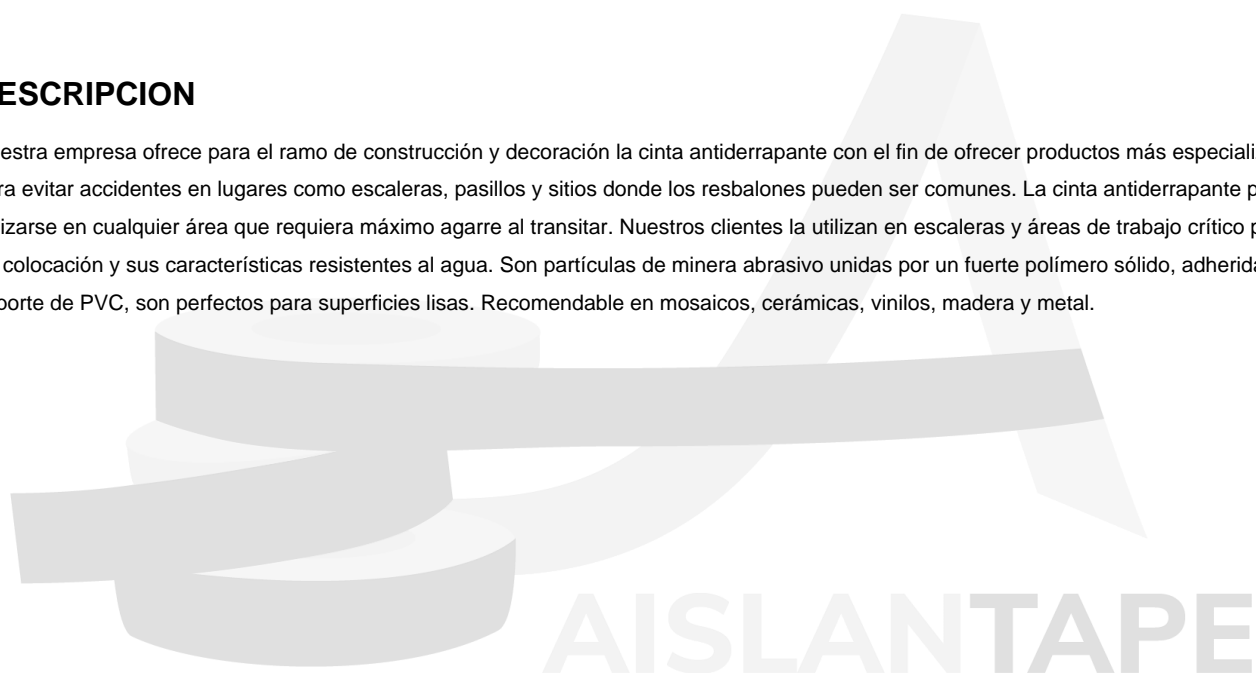 ESCRIPCION
estra empresa ofrece para el ramo de construcción y decoración la cinta antiderrapante con el fin de ofrecer productos más especiali
ra evitar accidentes en lugares como escaleras, pasillos y sitios donde los resbalones pueden ser comunes. La cinta antiderrapante p
izarse en cualquier área que requiera máximo agarre al transitar. Nuestros clientes la utilizan en escaleras y áreas de trabajo crítico p
colocación y sus características resistentes al agua. Son partículas de minera abrasivo unidas por un fuerte polímero sólido, adherida
porte de PVC, son perfectos para superficies lisas. Recomendable en mosaicos, cerámicas, vinilos, madera y metal.
AISLANTAPE